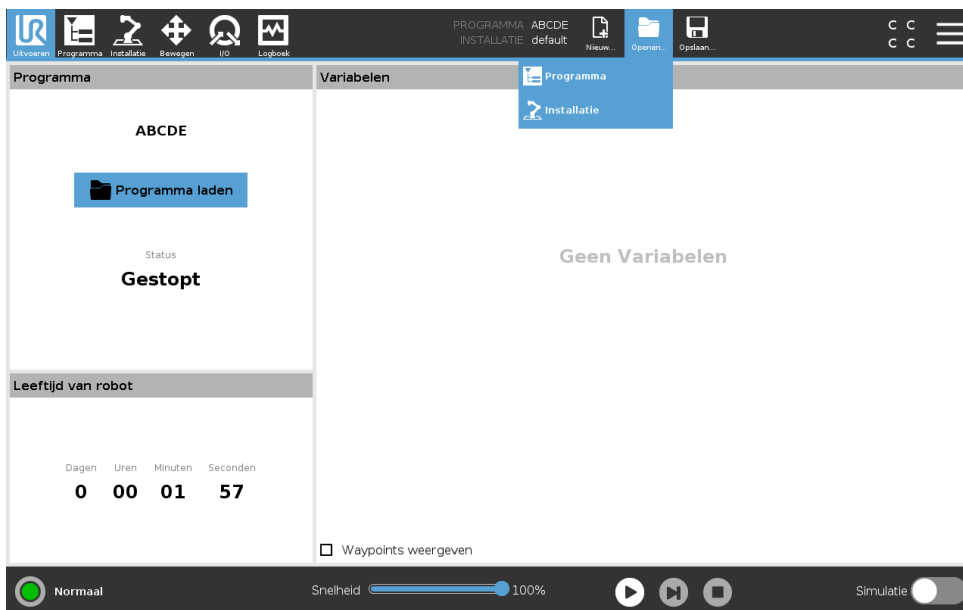 PROGRAMMA ABCDE
INSTALLATIE default
C C
C C
UR
Uitvoeren Programma Installatie Bewegen I/O Logboek Nieuw... Openen... Opslaan...
Programma
Installatie
Programma
ABCDE
Programma laden
Status
Gestopt
Variabelen
Geen Variabelen
Waypoints weergeven
Leeftijd van robot
Dagen Uren Minuten Seconden
0 00 01 57
Normaal Snelheid 100% Simulatie